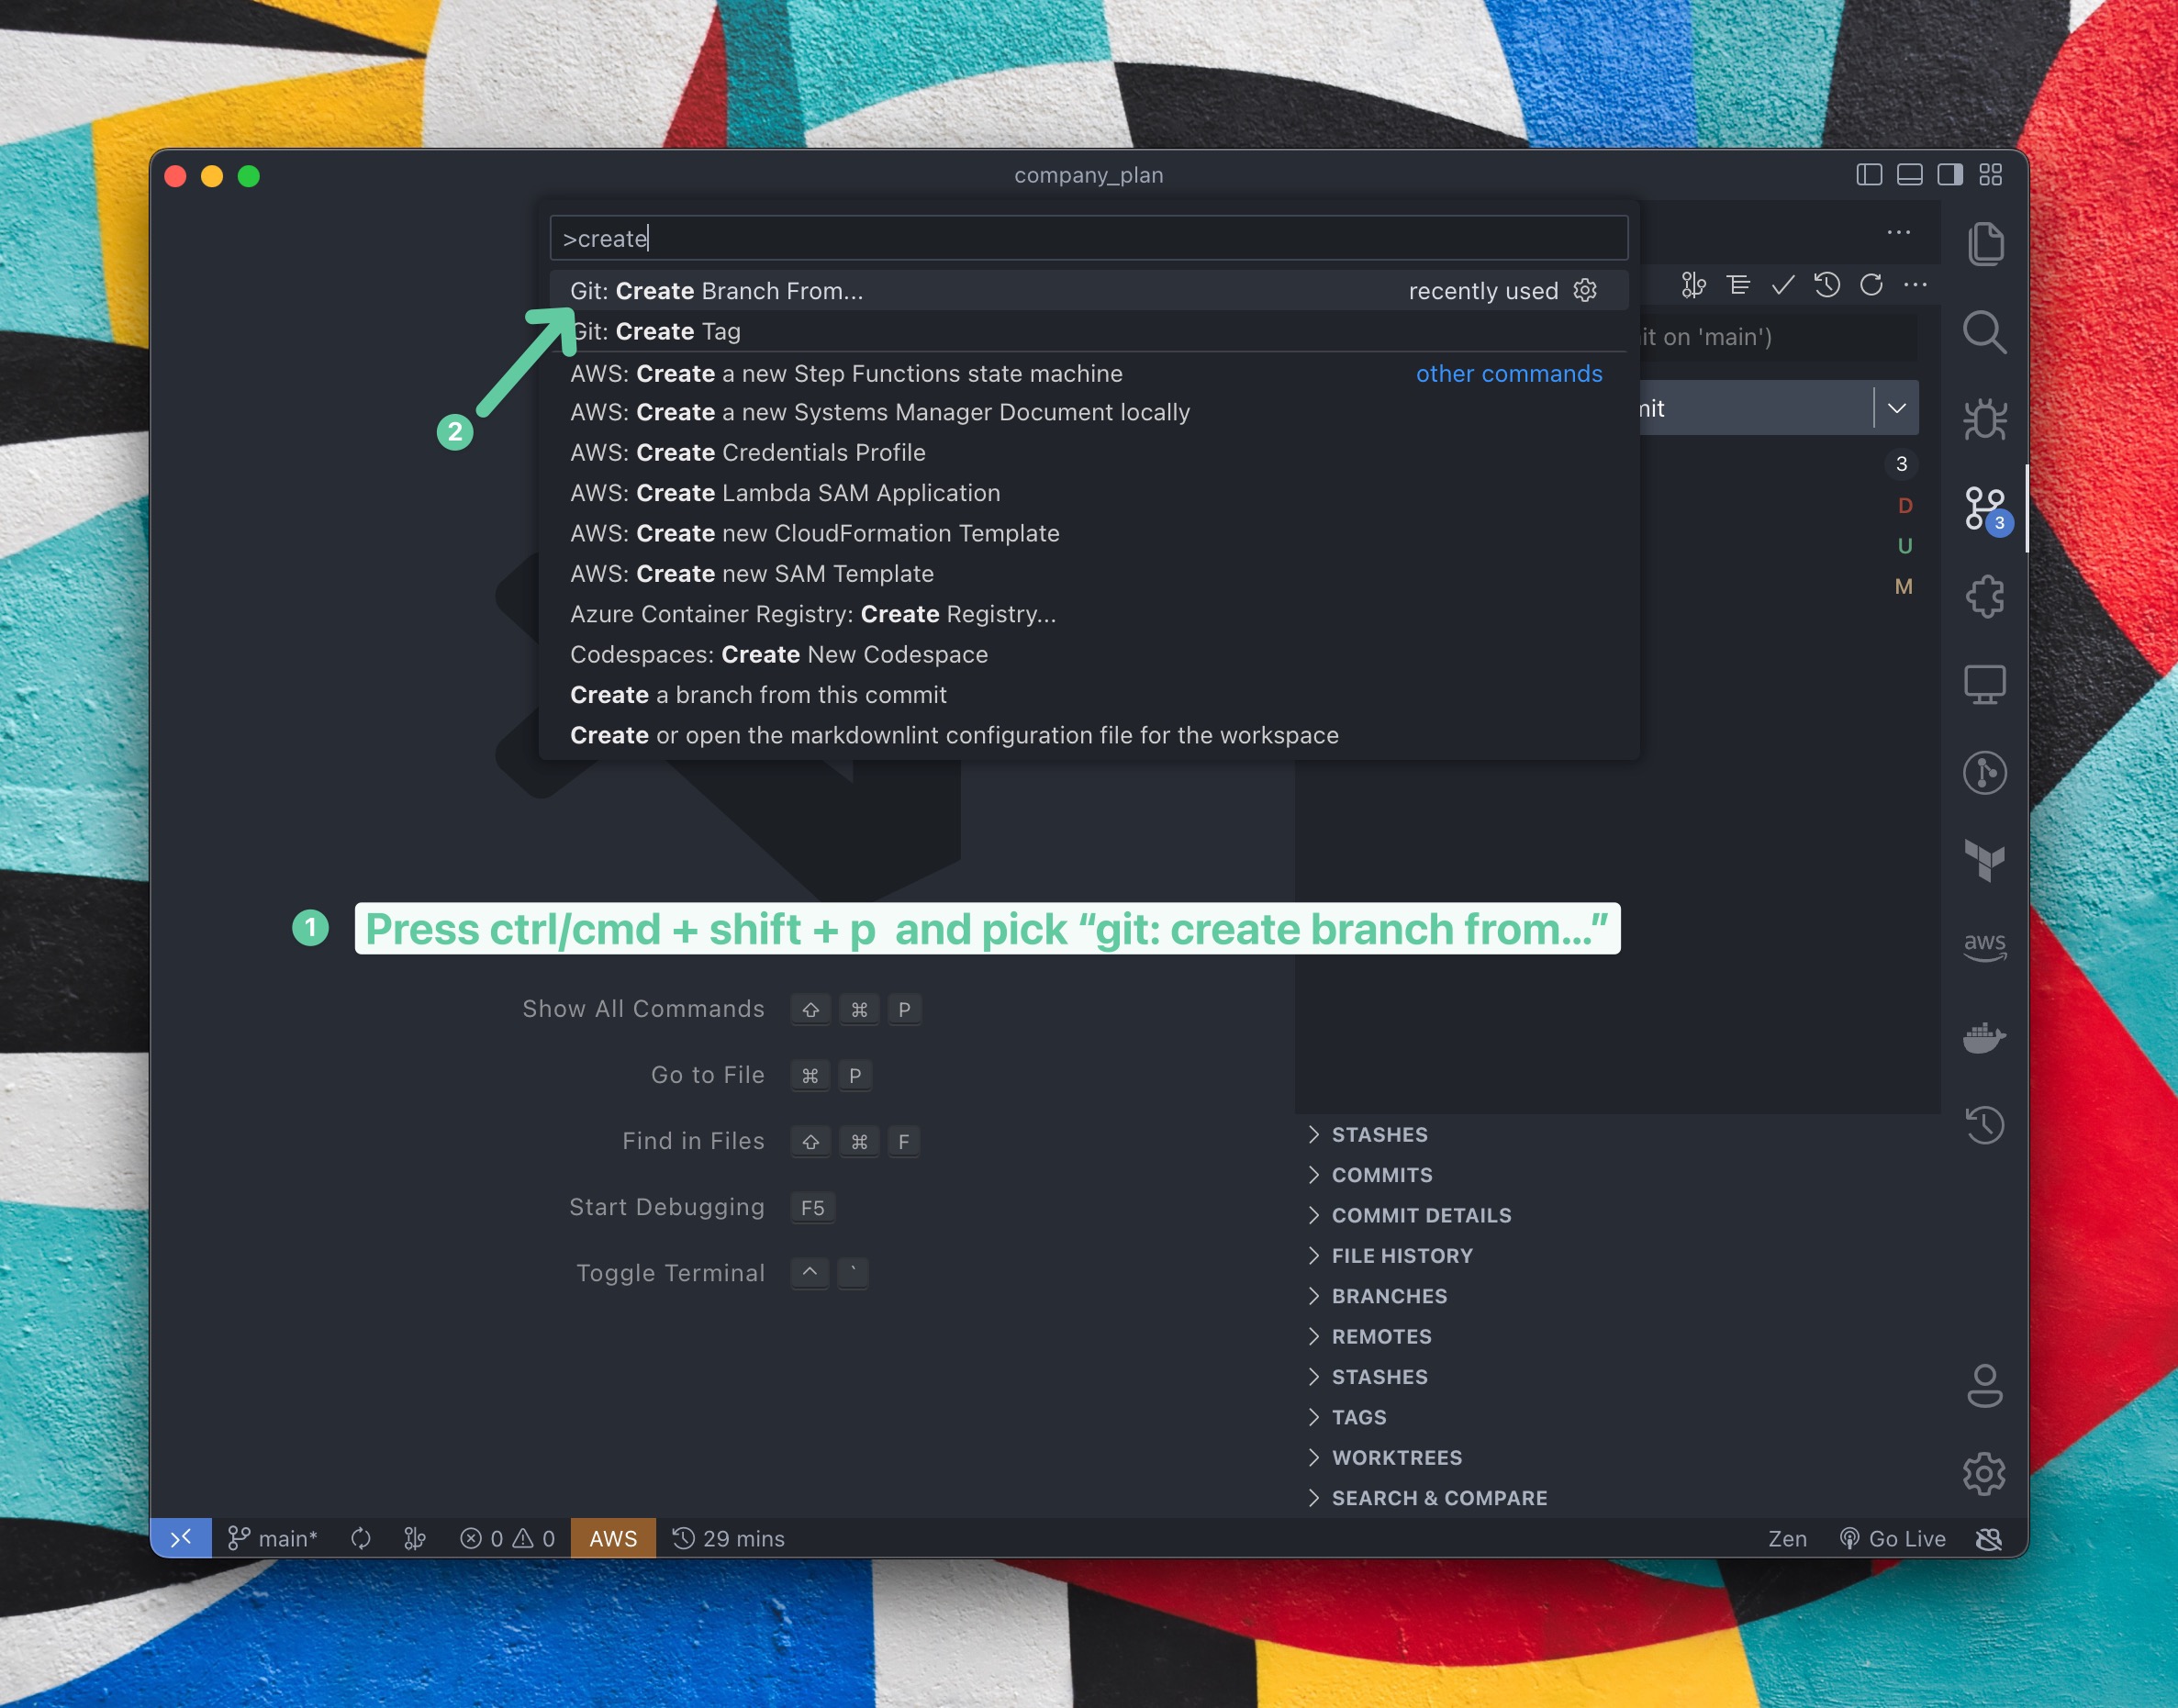 company_plan
>create
Git: Create Branch From... recently used
Git: Create Tag
AWS: Create a new Step Functions state machine other commands
AWS: Create a new Systems Manager Document locally
AWS: Create Credentials Profile
AWS: Create Lambda SAM Application
AWS: Create new CloudFormation Template
AWS: Create new SAM Template
Azure Container Registry: Create Registry...
Codespaces: Create New Codespace
Create a branch from this commit
Create or open the markdownlint configuration file for the workspace
2
it on 'main')
3
D
U
M
3
aws
1 Press ctrl/cmd + shift + p and pick “git: create branch from...”
Show All Commands ⇧ ⌘ P
Go to File ⌘ P
Find in Files ⇧ ⌘ F
Start Debugging F5
Toggle Terminal ^ `
STASHES
COMMITS
COMMIT DETAILS
FILE HISTORY
BRANCHES
REMOTES
STASHES
TAGS
WORKTREES
SEARCH & COMPARE
main* 0 0 AWS 29 mins Zen Go Live